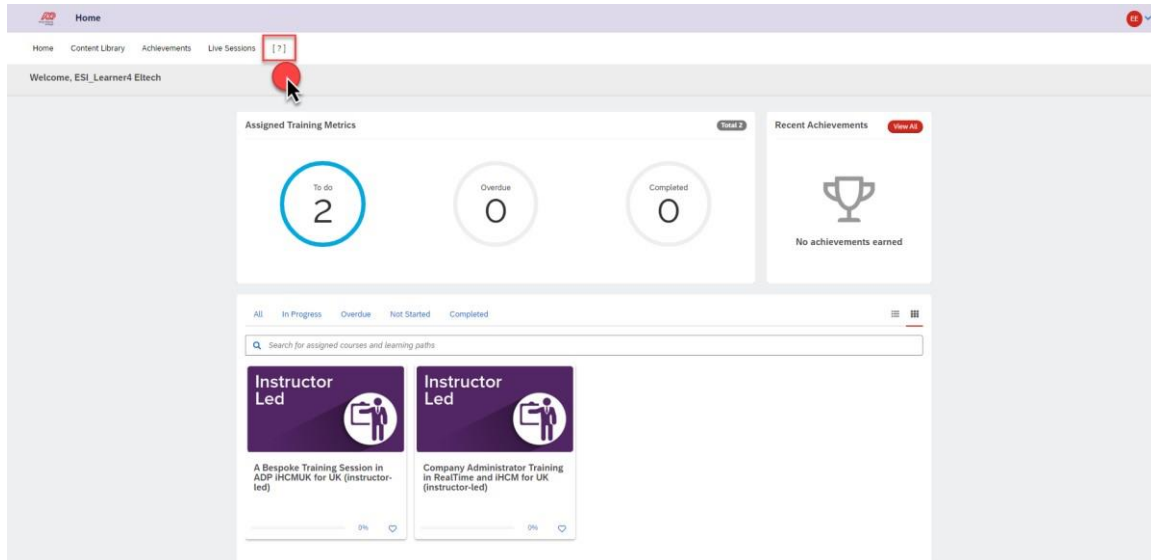 ADP
Home
EE
Home Content Library Achievements Live Sessions [ ? ]
Welcome, ESI_Learner4 Eltech
Assigned Training Metrics
Total 2
To do
2
Overdue
0
Completed
0
Recent Achievements
View All
No achievements earned
All In Progress Overdue Not Started Completed
Search for assigned courses and learning paths
Instructor
Led
A Bespoke Training Session in
ADP iHCMUK for UK (instructor-
led)
0%
Instructor
Led
Company Administrator Training
in RealTime and iHCM for UK
(instructor-led)
0%